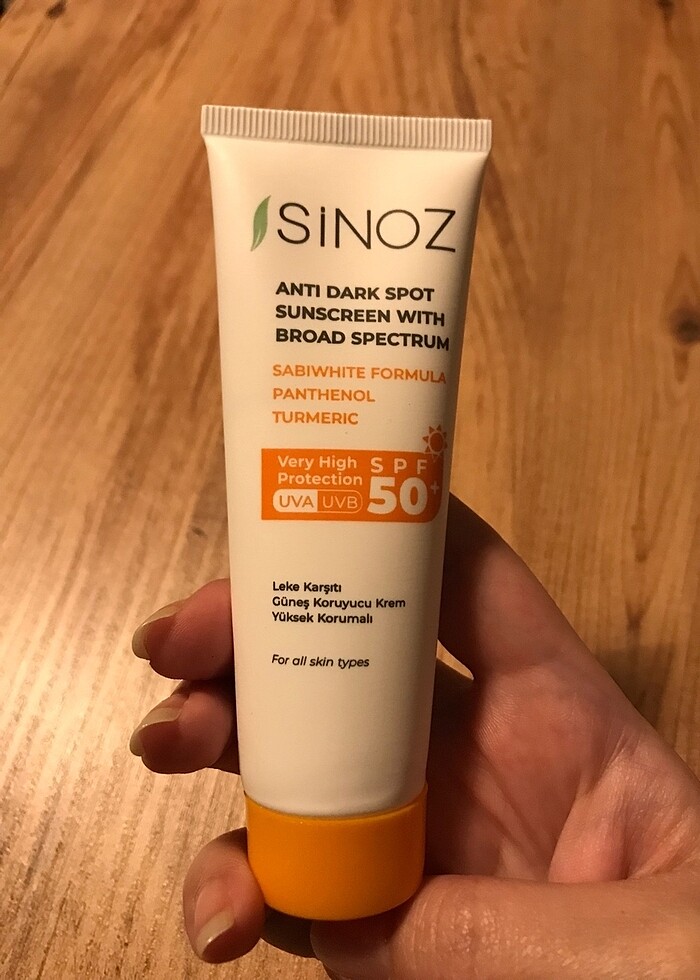 SiNOZ
ANTI DARK SPOT
SUNSCREEN WITH
BROAD SPECTRUM
SABIWHITE FORMULA
PANTHENOL
TURMERIC
Very High
Protection
UVA UVB
SPF
50+
Leke Karşıtı
Güneş Koruyucu Krem
Yüksek Korumalı
For all skin types